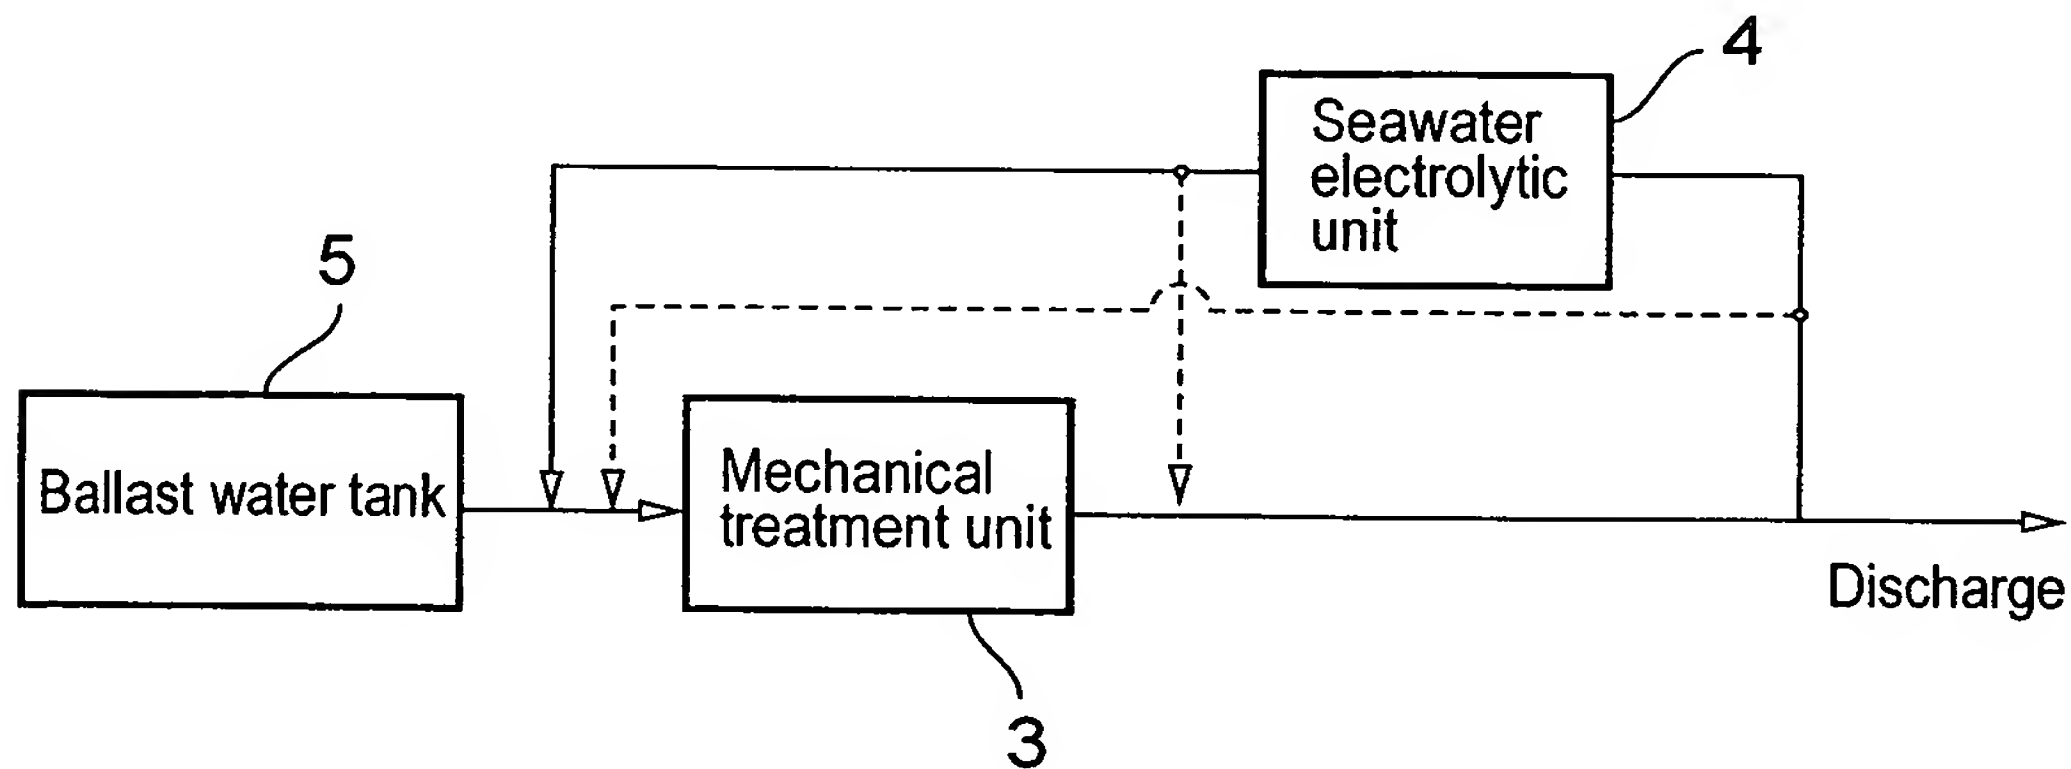 4
Seawater
electrolytic
unit
5
Ballast water tank
Mechanical
treatment unit
Discharge
3